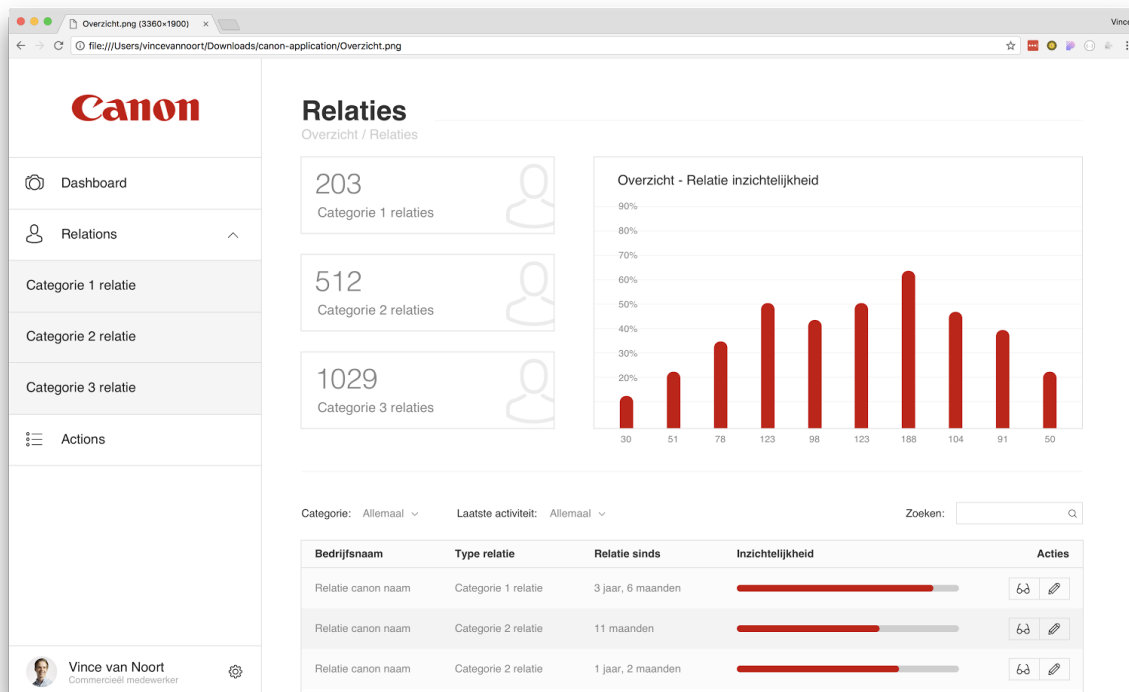 Overzicht.png (3360×1900)
Vince
file:///Users/vincevannoort/Downloads/canon-application/Overzicht.png
Canon
Dashboard
Relations
Categorie 1 relatie
Categorie 2 relatie
Categorie 3 relatie
Actions
Vince van Noort
Commercieël medewerker
Relaties
Overzicht / Relaties
203
Categorie 1 relaties
512
Categorie 2 relaties
1029
Categorie 3 relaties
Overzicht - Relatie inzichtelijkheid
90%
80%
70%
60%
50%
40%
30%
20%
30 51 78 123 98 123 188 104 91 50
Categorie: Allemaal Laatste activiteit: Allemaal Zoeken:
Bedrijfsnaam Type relatie Relatie sinds Inzichtelijkheid Acties
Relatie canon naam Categorie 1 relatie 3 jaar, 6 maanden
Relatie canon naam Categorie 2 relatie 11 maanden
Relatie canon naam Categorie 2 relatie 1 jaar, 2 maanden